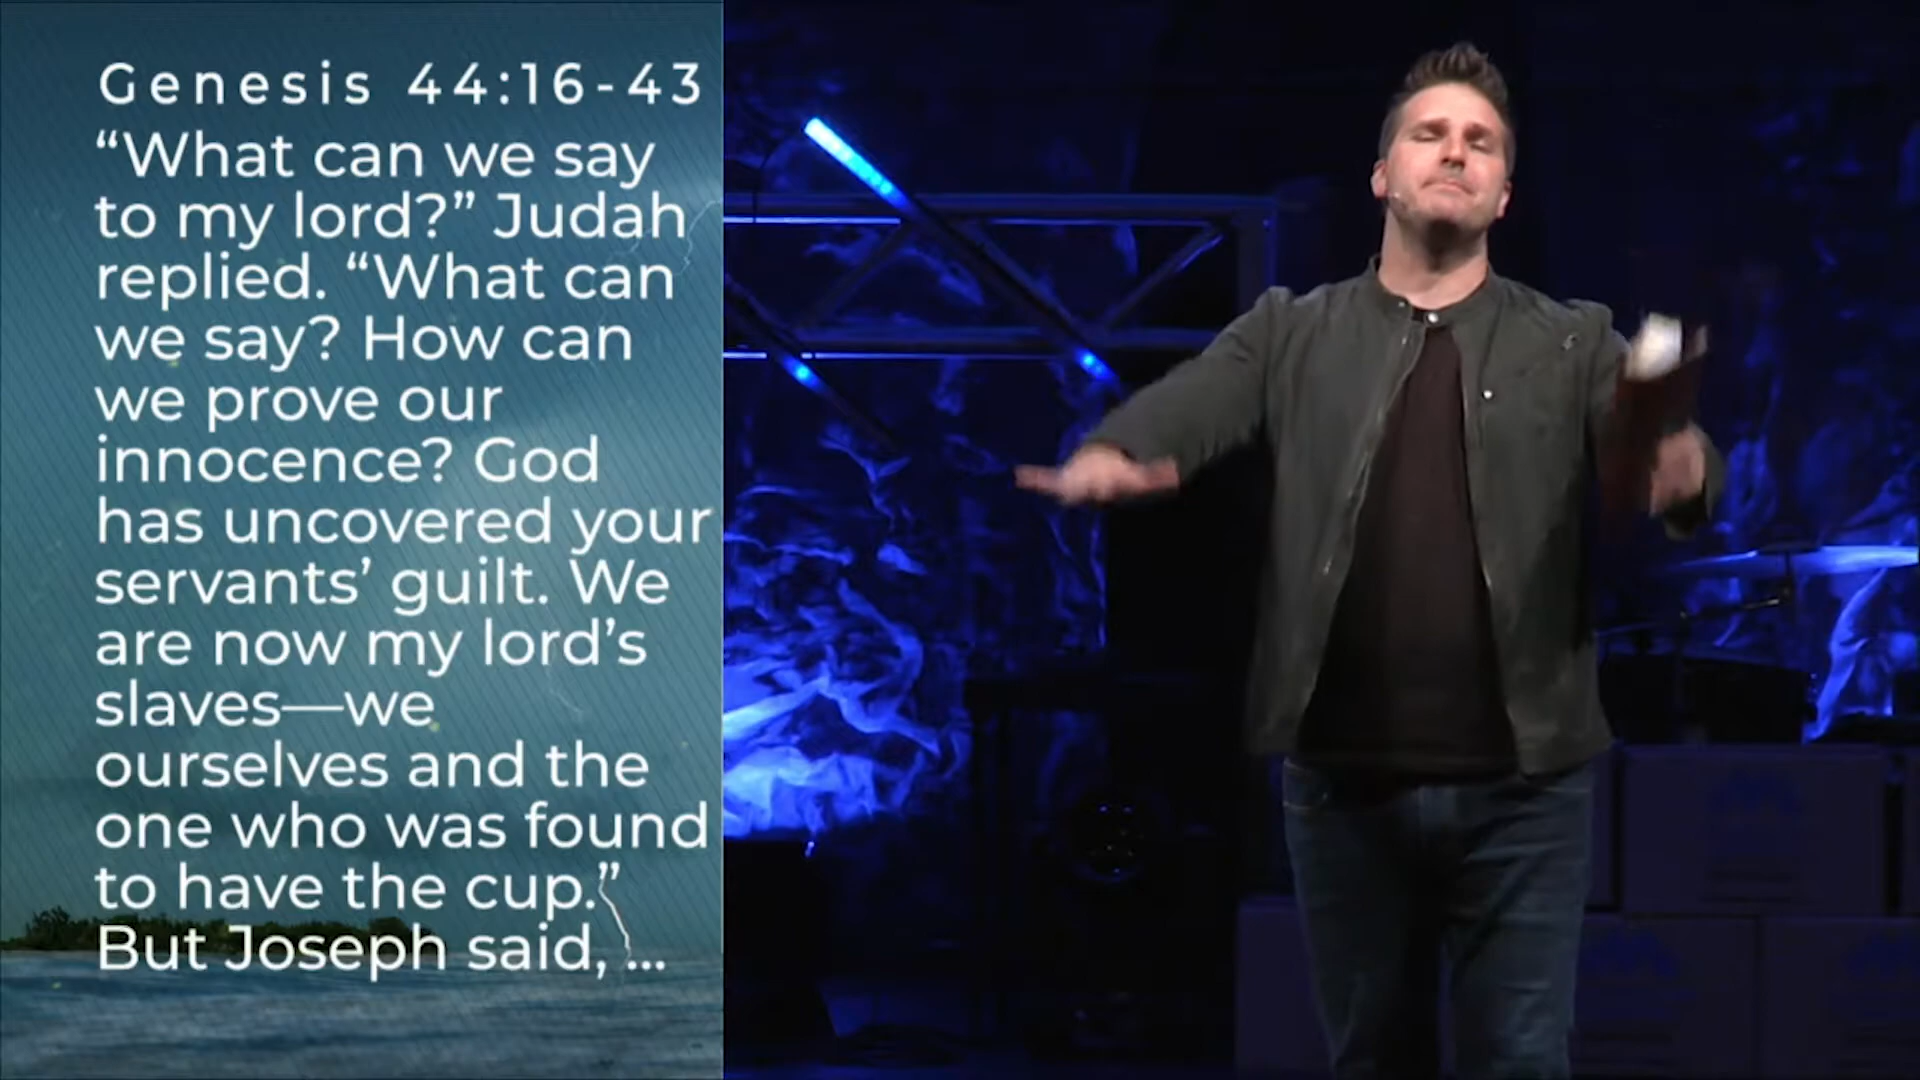 Genesis 44:16-43
“What can we say
to my lord?” Judah
replied. “What can
we say? How can
we prove our
innocence? God
has uncovered your
servants’ guilt. We
are now my lord’s
slaves—we
ourselves and the
one who was found
to have the cup.”
But Joseph said, ...